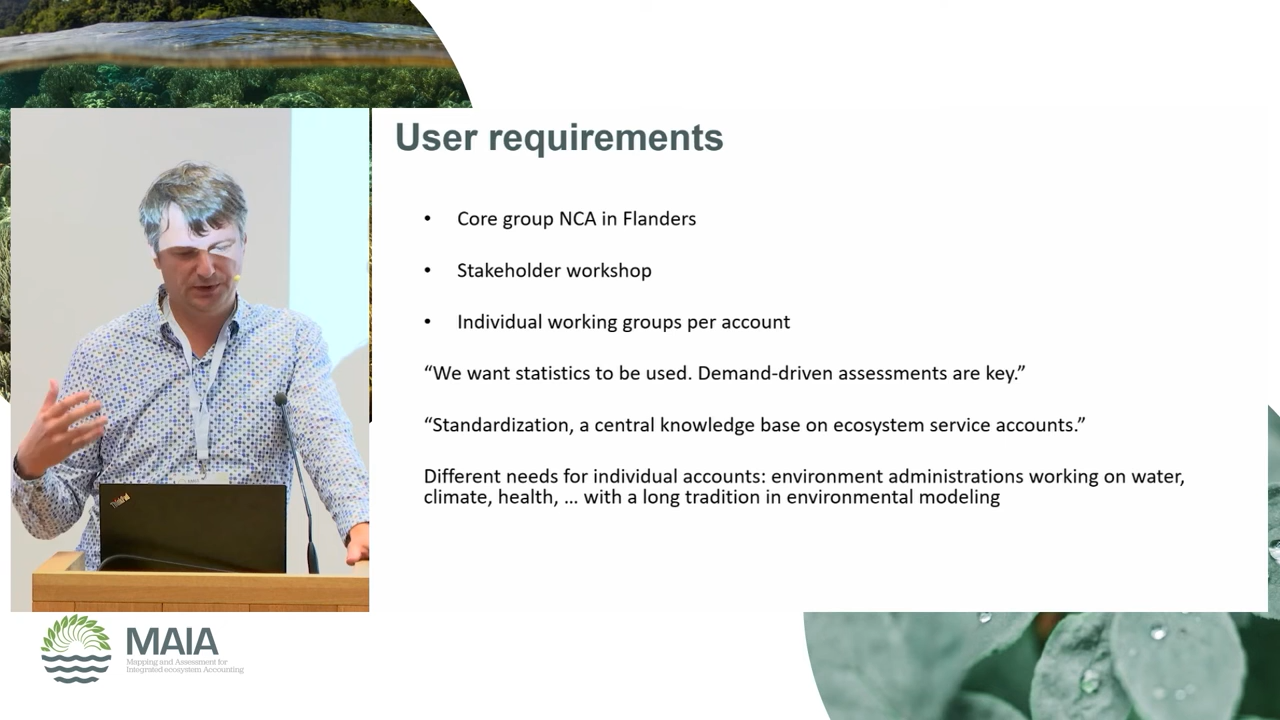 User requirements
• Core group NCA in Flanders
• Stakeholder workshop
• Individual working groups per account
“We want statistics to be used. Demand-driven assessments are key.”
“Standardization, a central knowledge base on ecosystem service accounts.”
Different needs for individual accounts: environment administrations working on water,
climate, health, … with a long tradition in environmental modeling
ThinkPad
MAIA
Mapping and Assessment for
Integrated ecosystem Accounting